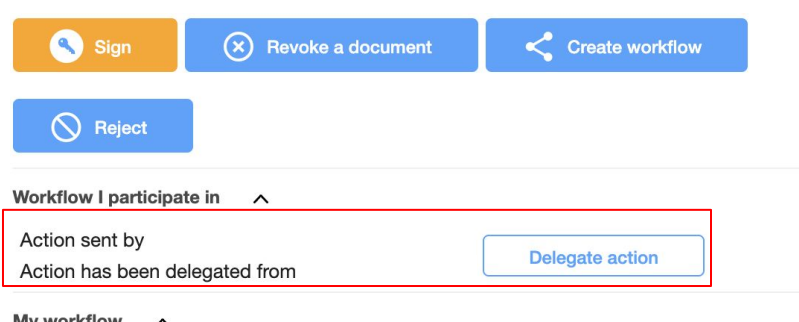 Sign
Revoke a document
Create workflow
Reject
Workflow I participate in
Action sent by
Action has been delegated from
Delegate action
My workflow